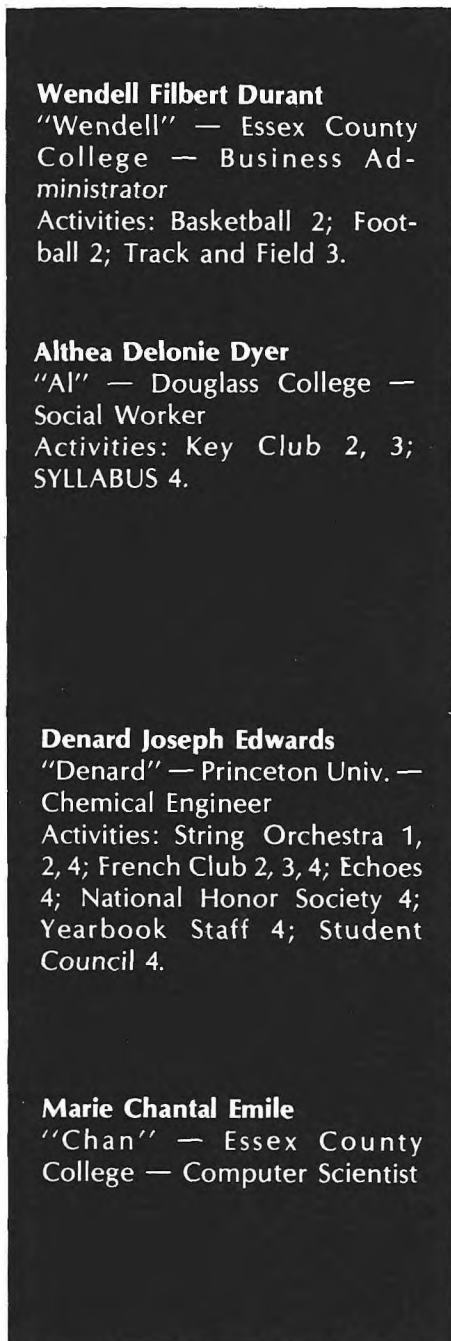 Wendell Filbert Durant
"Wendell" — Essex County
College — Business Ad-
ministrator
Activities: Basketball 2; Foot-
ball 2; Track and Field 3.
Althea Delonie Dyer
"Al" — Douglass College —
Social Worker
Activities: Key Club 2, 3;
SYLLABUS 4.
Denard Joseph Edwards
"Denard" — Princeton Univ. —
Chemical Engineer
Activities: String Orchestra 1,
2, 4; French Club 2, 3, 4; Echoes
4; National Honor Society 4;
Yearbook Staff 4; Student
Council 4.
Marie Chantal Emile
"Chan" — Essex County
College — Computer Scientist